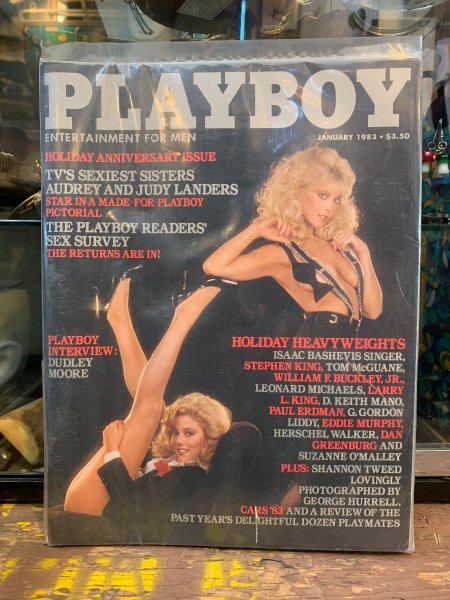 PLAYBOY
ENTERTAINMENT FOR MEN
JANUARY 1983 • $3.50
HOLIDAY ANNIVERSARY ISSUE
TV'S SEXIEST SISTERS
AUDREY AND JUDY LANDERS
STAR IN A MADE-FOR-PLAYBOY
PICTORIAL
THE PLAYBOY READERS'
SEX SURVEY
THE RETURNS ARE IN!
PLAYBOY
INTERVIEW:
DUDLEY
MOORE
HOLIDAY HEAVYWEIGHTS
ISAAC BASHEVIS SINGER,
STEPHEN KING, TOM McGUANE,
WILLIAM F. BUCKLEY, JR.,
LEONARD MICHAELS, LARRY
L. KING, D. KEITH MANO,
PAUL ERDMAN, G. GORDON
LIDDY, EDDIE MURPHY,
HERSCHEL WALKER, DAN
GREENBURG AND
SUZANNE O'MALLEY
PLUS: SHANNON TWEED
LOVINGLY
PHOTOGRAPHED BY
GEORGE HURRELL,
CARS '83 AND A REVIEW OF THE
PAST YEAR'S DELIGHTFUL DOZEN PLAYMATES